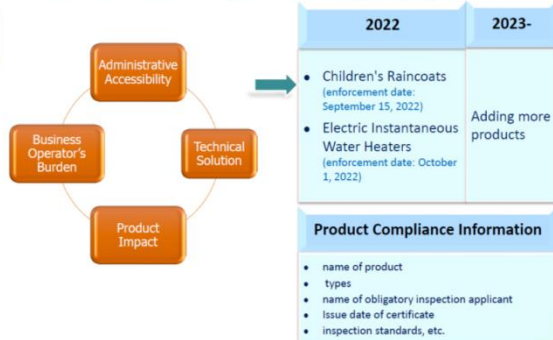 Administrative
Accessibility
Business
Operator's
Burden
Technical
Solution
Product
Impact
2022
2023-
• Children's Raincoats
(enforcement date:
September 15, 2022)
• Electric Instantaneous
Water Heaters
(enforcement date: October
1, 2022)
Adding more
products
Product Compliance Information
• name of product
• types
• name of obligatory inspection applicant
• Issue date of certificate
• inspection standards, etc.